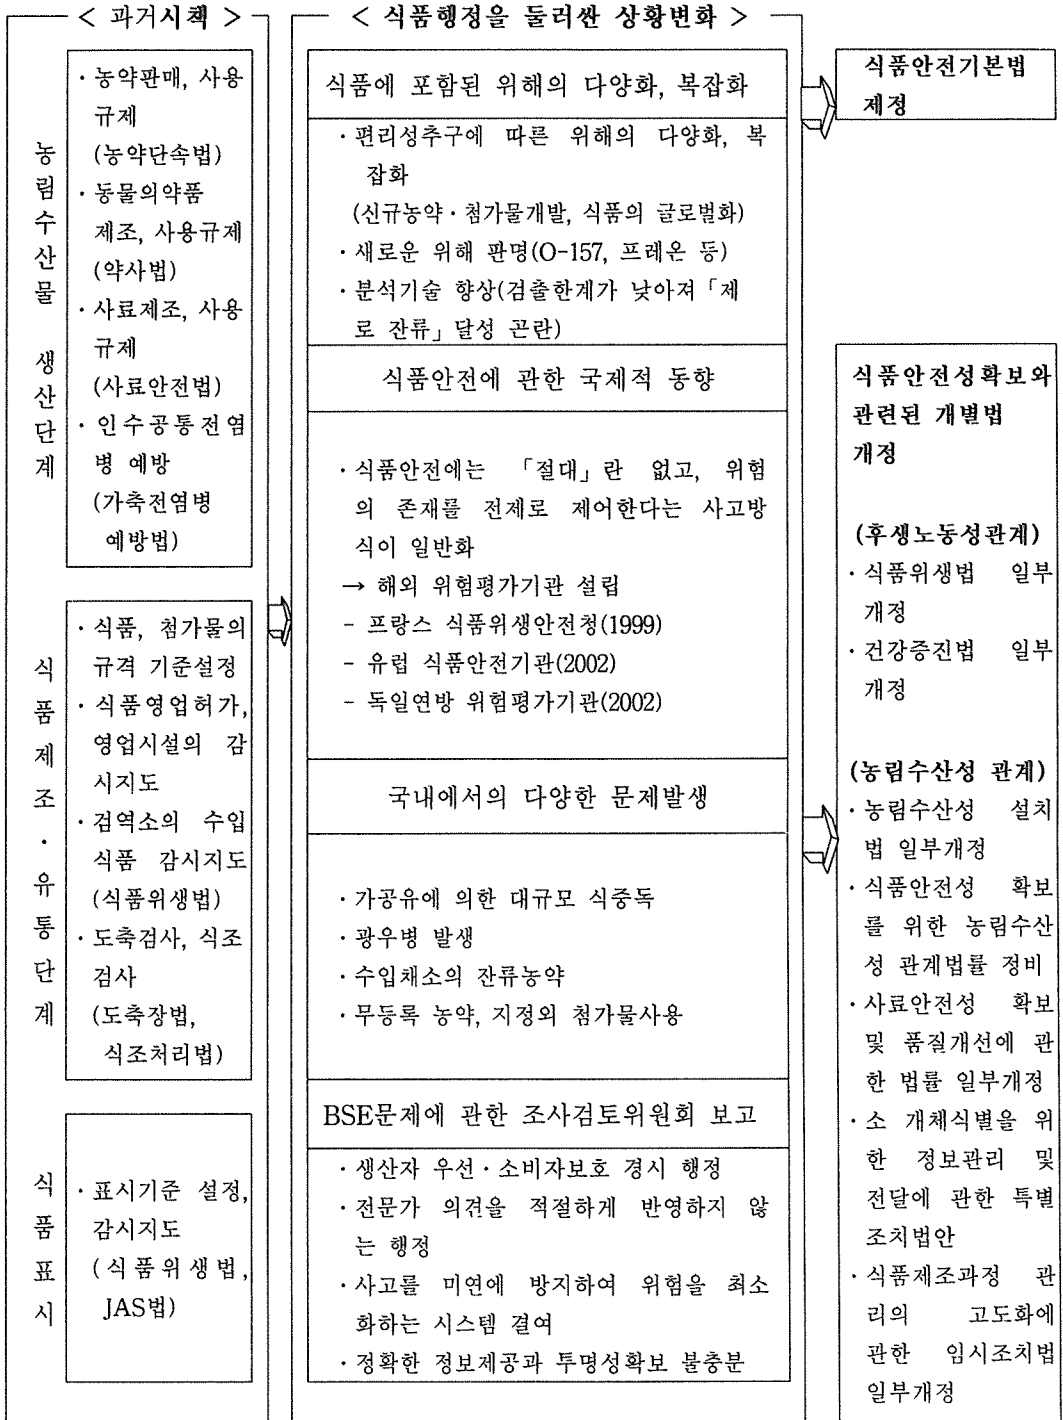 < 과거시책 >
농림수산물 생산단계
· 농약판매, 사용
규제
(농약단속법)
· 동물의약품
제조, 사용규제
(약사법)
· 사료제조, 사용
규제
(사료안전법)
· 인수공통전염
병 예방
(가축전염병
예방법)
식품제조·유통단계
· 식품, 첨가물의
규격 기준설정
· 식품영업허가,
영업시설의 감
시지도
· 검역소의 수입
식품 감시지도
(식품위생법)
· 도축검사, 식조
검사
(도축장법,
식조처리법)
식품표시
· 표시기준 설정,
감시지도
(식품위생법,
JAS법)
< 식품행정을 둘러싼 상황변화 >
식품에 포함된 위해의 다양화, 복잡화
· 편리성추구에 따른 위해의 다양화, 복
잡화
(신규농약·첨가물개발, 식품의 글로벌화)
· 새로운 위해 판명(O-157, 프레온 등)
· 분석기술 향상(검출한계가 낮아져「제
로 잔류」달성 곤란)
식품안전에 관한 국제적 동향
· 식품안전에는 「절대」란 없고, 위험
의 존재를 전제로 제어한다는 사고방
식이 일반화
→ 해외 위험평가기관 설립
- 프랑스 식품위생안전청(1999)
- 유럽 식품안전기관(2002)
- 독일연방 위험평가기관(2002)
국내에서의 다양한 문제발생
· 가공유에 의한 대규모 식중독
· 광우병 발생
· 수입채소의 잔류농약
· 무등록 농약, 지정외 첨가물사용
BSE문제에 관한 조사검토위원회 보고
· 생산자 우선·소비자보호 경시 행정
· 전문가 의견을 적절하게 반영하지 않
는 행정
· 사고를 미연에 방지하여 위험을 최소
화하는 시스템 결여
· 정확한 정보제공과 투명성확보 불충분
식품안전기본법
제정
식품안전성확보와
관련된 개별법
개정
(후생노동성관계)
· 식품위생법 일부
개정
· 건강증진법 일부
개정
(농림수산성 관계)
· 농림수산성 설치
법 일부개정
· 식품안전성 확보
를 위한 농림수산
성 관계법률 정비
· 사료안전성 확보
및 품질개선에 관
한 법률 일부개정
· 소 개체식별을 위
한 정보관리 및
전달에 관한 특별
조치법안
· 식품제조과정 관
리의 고도화에
관한 임시조치법
일부개정